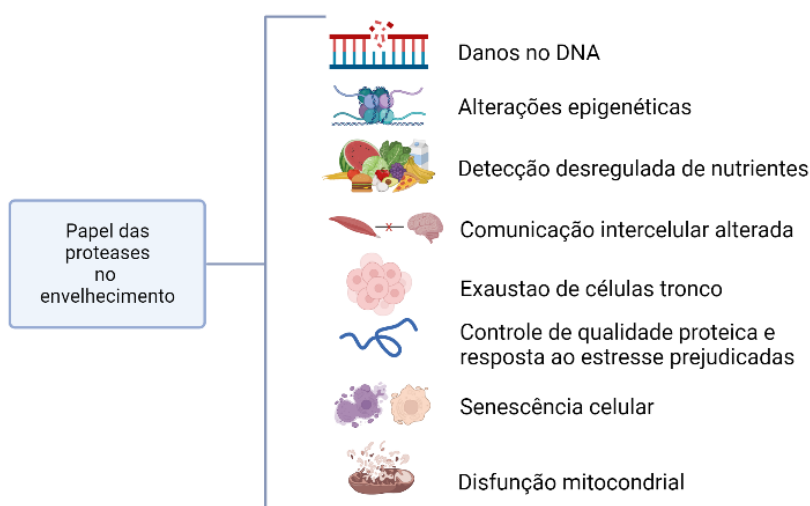 Papel das
proteases
no
envelhecimento
Danos no DNA
Alterações epigenéticas
Detecção desregulada de nutrientes
Comunicação intercelular alterada
Exaustao de células tronco
Controle de qualidade proteica e
resposta ao estresse prejudicadas
Senescência celular
Disfunção mitocondrial